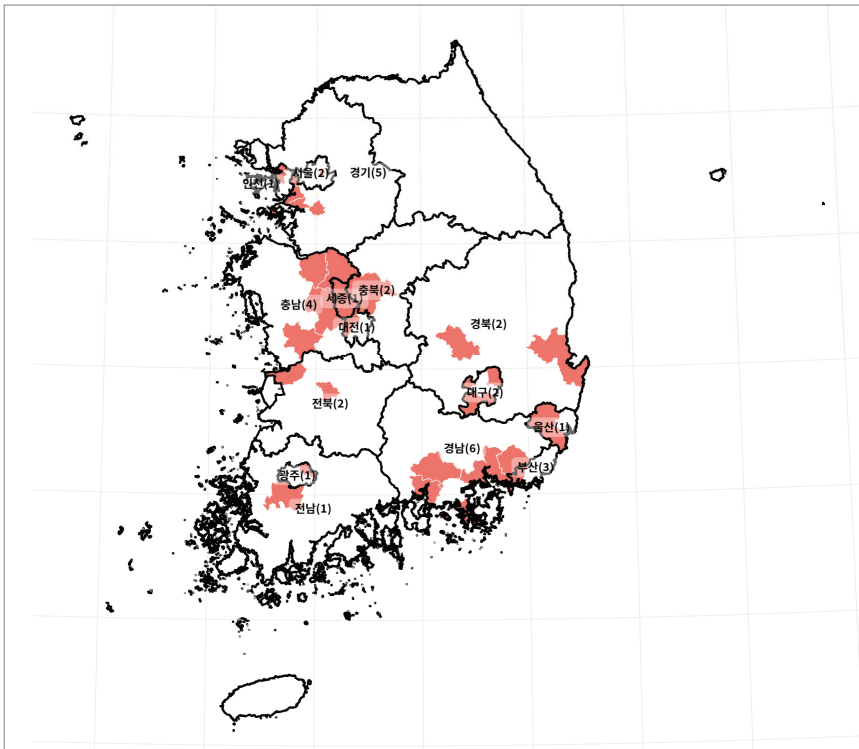 서울(2)
경기(5)
인천(1)
충북(2)
세종(1)
충남(4)
대전(1)
경북(2)
대구(2)
전북(2)
울산(1)
경남(6)
부산(3)
광주(1)
전남(1)